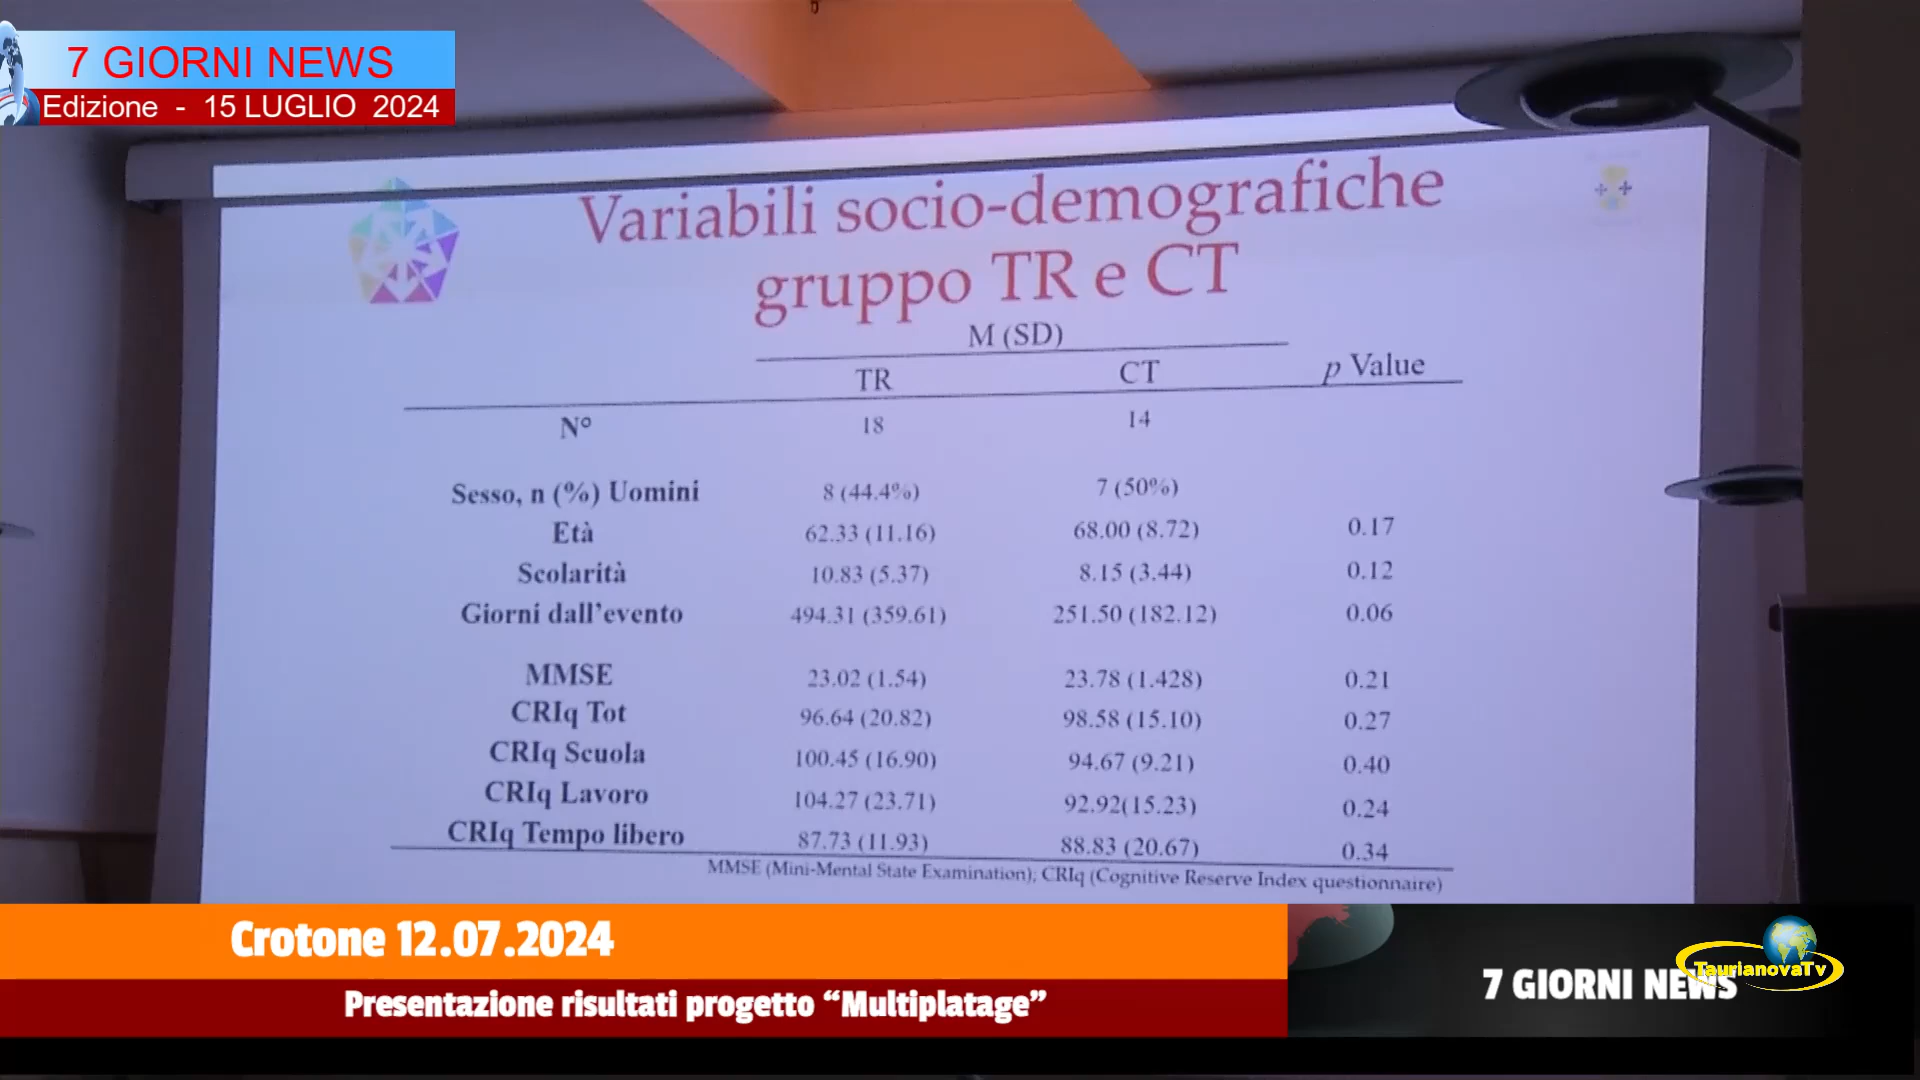 7 GIORNI NEWS
Edizione - 15 LUGLIO 2024
Variabili socio-demografiche
gruppo TR e CT
M (SD)
TR CT p Value
N° 18 14
Sesso, n (%) Uomini 8 (44.4%) 7 (50%)
Età 62.33 (11.16) 68.00 (8.72) 0.17
Scolarità 10.83 (5.37) 8.15 (3.44) 0.12
Giorni dall'evento 494.31 (359.61) 251.50 (182.12) 0.06
MMSE 23.02 (1.54) 23.78 (1.428) 0.21
CRIq Tot 96.64 (20.82) 98.58 (15.10) 0.27
CRIq Scuola 100.45 (16.90) 94.67 (9.21) 0.40
CRIq Lavoro 104.27 (23.71) 92.92(15.23) 0.24
CRIq Tempo libero 87.73 (11.93) 88.83 (20.67) 0.34
MMSE (Mini-Mental State Examination); CRIq (Cognitive Reserve Index questionnaire)
Crotone 12.07.2024
Presentazione risultati progetto “Multiplatage”
7 GIORNI NEWS
TaurianovaTv